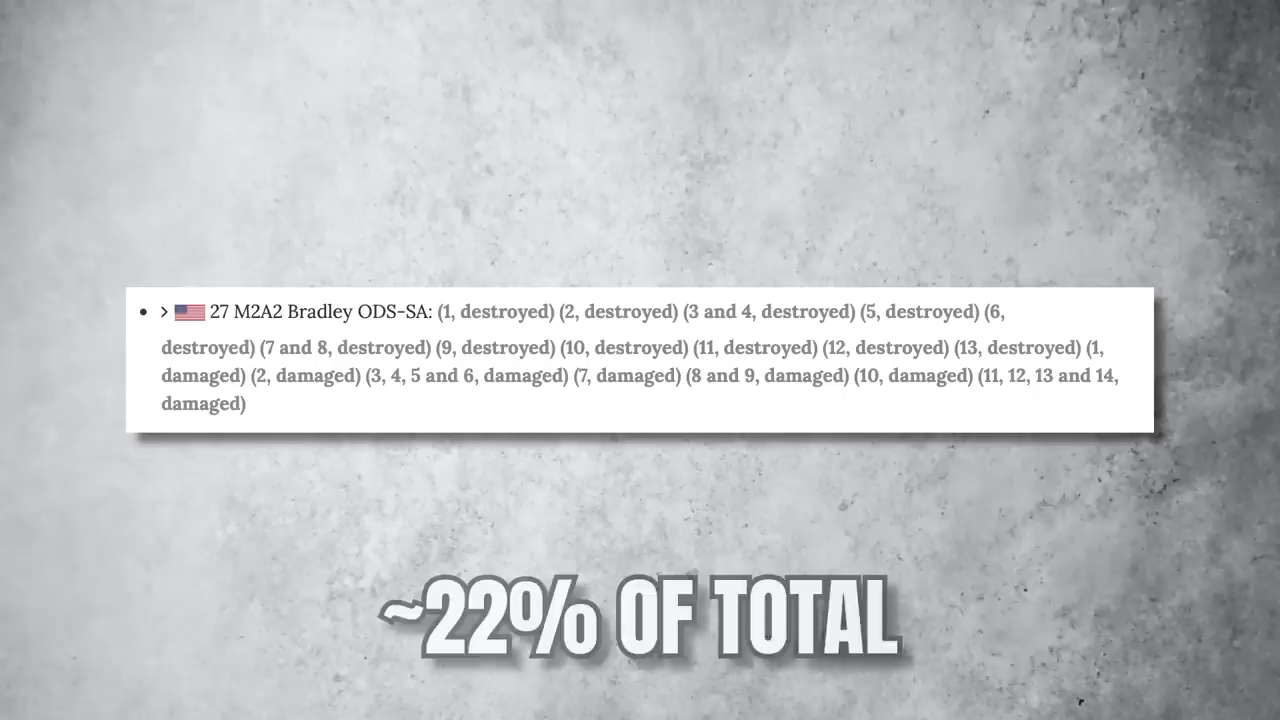 • > 27 M2A2 Bradley ODS-SA: (1, destroyed) (2, destroyed) (3 and 4, destroyed) (5, destroyed) (6,
destroyed) (7 and 8, destroyed) (9, destroyed) (10, destroyed) (11, destroyed) (12, destroyed) (13, destroyed) (1,
damaged) (2, damaged) (3, 4, 5 and 6, damaged) (7, damaged) (8 and 9, damaged) (10, damaged) (11, 12, 13 and 14,
damaged)
~22% OF TOTAL